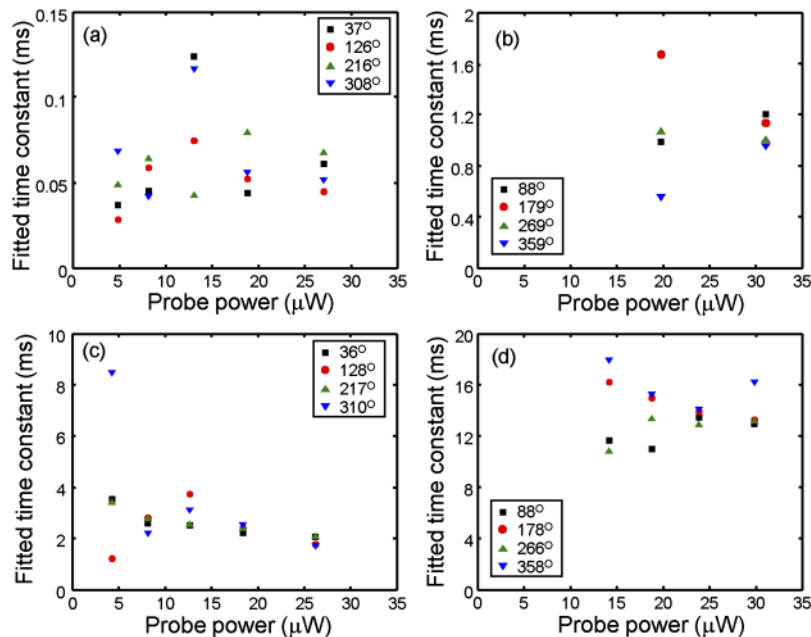 (a)
37°
126°
216°
308°
0.15
0.1
0.05
0
0 5 10 15 20 25 30 35
Probe power (μW)
Fitted time constant (ms)
(b)
88°
179°
269°
359°
2
1.6
1.2
0.8
0.4
0
0 5 10 15 20 25 30 35
Probe power (μW)
Fitted time constant (ms)
(c)
36°
128°
217°
310°
10
8
6
4
2
0
0 5 10 15 20 25 30 35
Probe power (μW)
Fitted time constant (ms)
(d)
88°
178°
266°
358°
20
16
12
8
4
0
0 5 10 15 20 25 30 35
Probe power (μW)
Fitted time constant (ms)